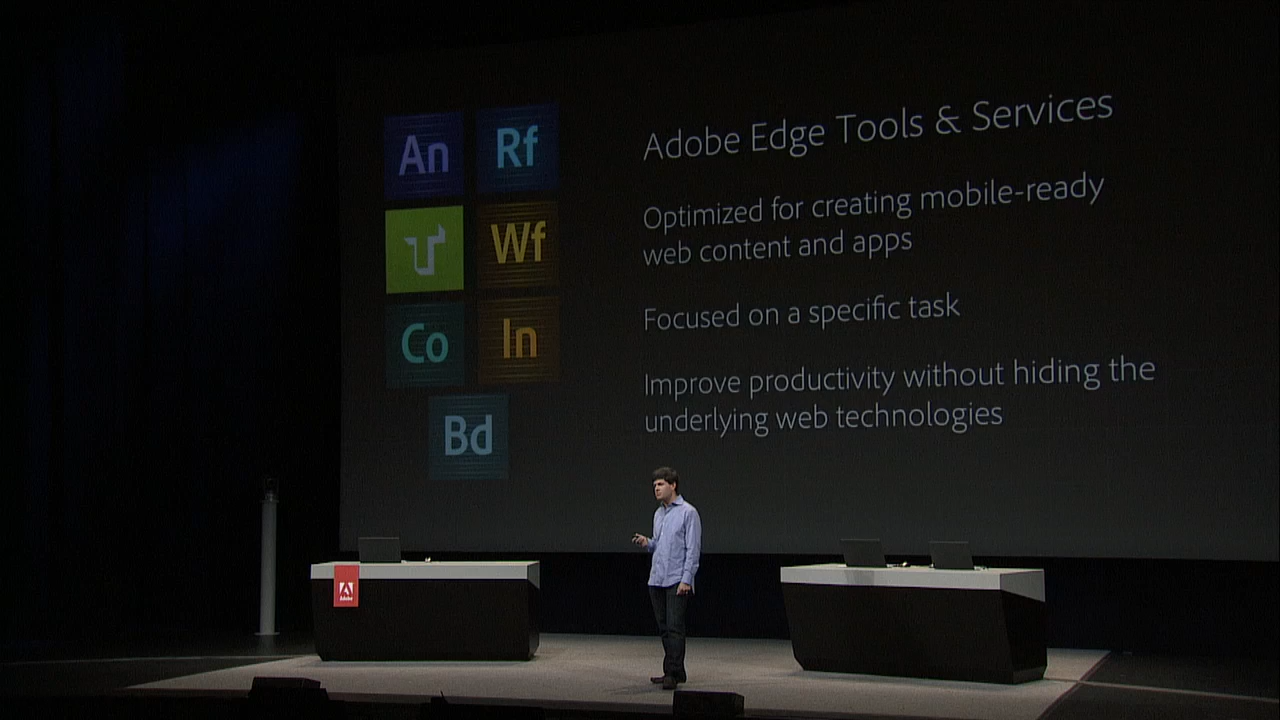 An
Rf
Wf
Co
In
Bd
Adobe Edge Tools & Services
Optimized for creating mobile-ready
web content and apps
Focused on a specific task
Improve productivity without hiding the
underlying web technologies
Adobe